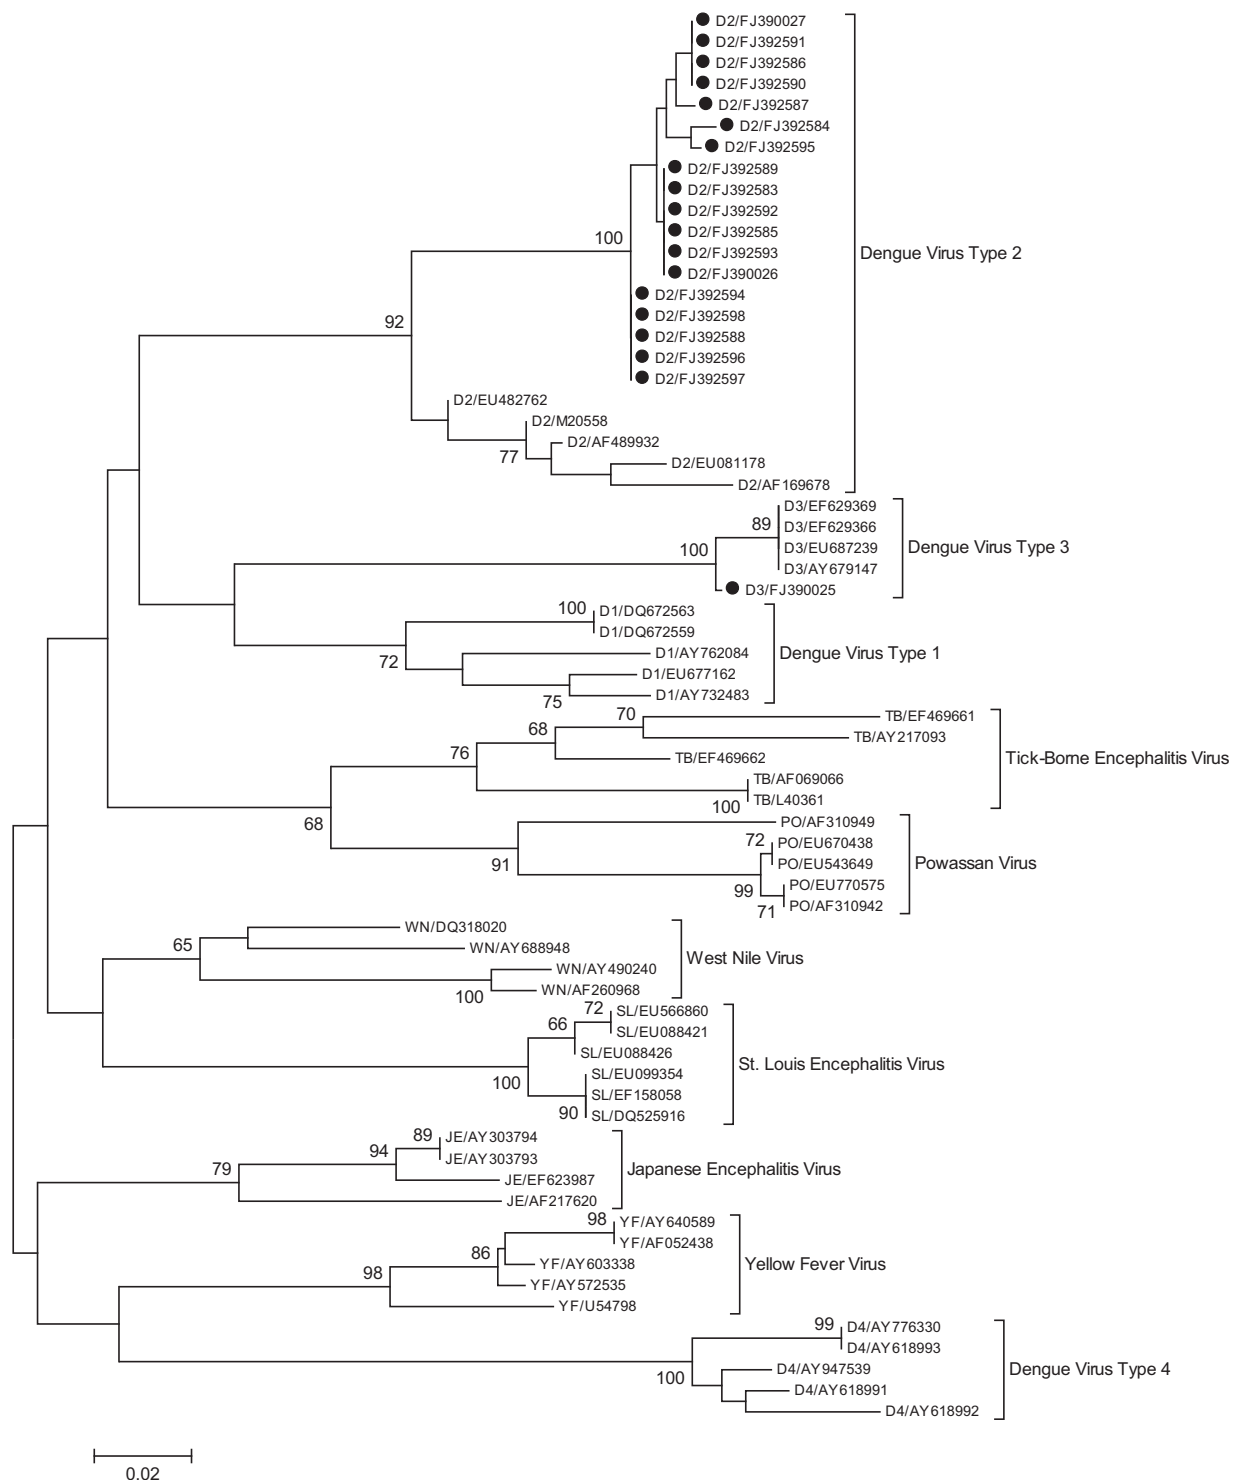 D2/FJ390027
D2/FJ392591
D2/FJ392586
D2/FJ392590
D2/FJ392587
D2/FJ392584
D2/FJ392595
D2/FJ392589
D2/FJ392583
D2/FJ392592
D2/FJ392585
D2/FJ392593
D2/FJ390026
100
Dengue Virus Type 2
D2/FJ392594
D2/FJ392598
D2/FJ392588
D2/FJ392596
D2/FJ392597
92
D2/EU482762
D2/M20558
D2/AF489932
77
D2/EU081178
D2/AF169678
D3/EF629369
89
D3/EF629366
D3/EU687239
100
Dengue Virus Type 3
D3/AY679147
D3/FJ390025
100
D1/DQ672563
D1/DQ672559
72
D1/AY762084
Dengue Virus Type 1
D1/EU677162
75
D1/AY732483
70
TB/EF469661
68
TB/AY217093
76
TB/EF469662
Tick-Borne Encephalitis Virus
TB/AF069066
100
TB/L40361
68
PO/AF310949
72
PO/EU670438
91
PO/EU543649
Powassan Virus
99
PO/EU770575
71
PO/AF310942
WN/DQ318020
65
WN/AY688948
West Nile Virus
WN/AY490240
100
WN/AF260968
72
SL/EU566860
66
SL/EU088421
SL/EU088426
St. Louis Encephalitis Virus
100
SL/EU099354
SL/EF158058
90
SL/DQ525916
89
JE/AY303794
94
JE/AY303793
79
Japanese Encephalitis Virus
JE/EF623987
JE/AF217620
98
YF/AY640589
YF/AF052438
86
YF/AY603338
Yellow Fever Virus
98
YF/AY572535
YF/U54798
99
D4/AY776330
D4/AY618993
100
D4/AY947539
Dengue Virus Type 4
D4/AY618991
D4/AY618992
0.02